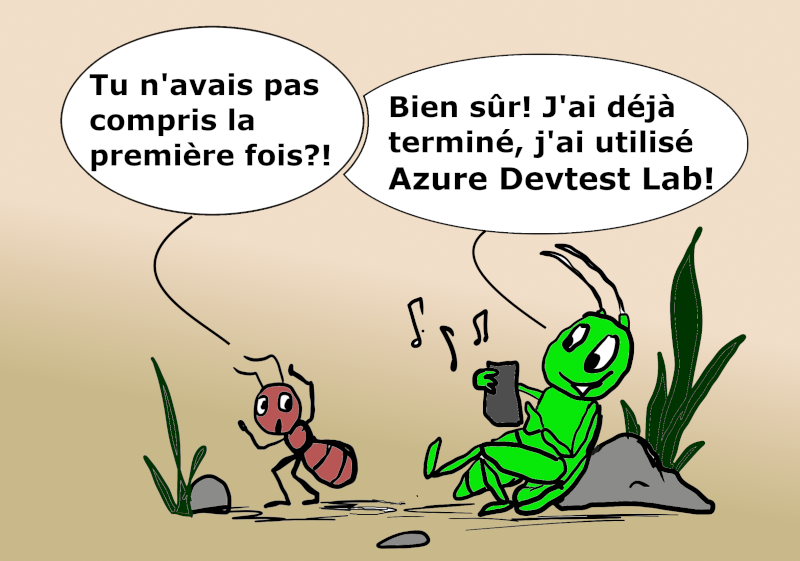 Tu n'avais pas
compris la
première fois?!
Bien sûr! J'ai déjà
terminé, j'ai utilisé
Azure Devtest Lab!